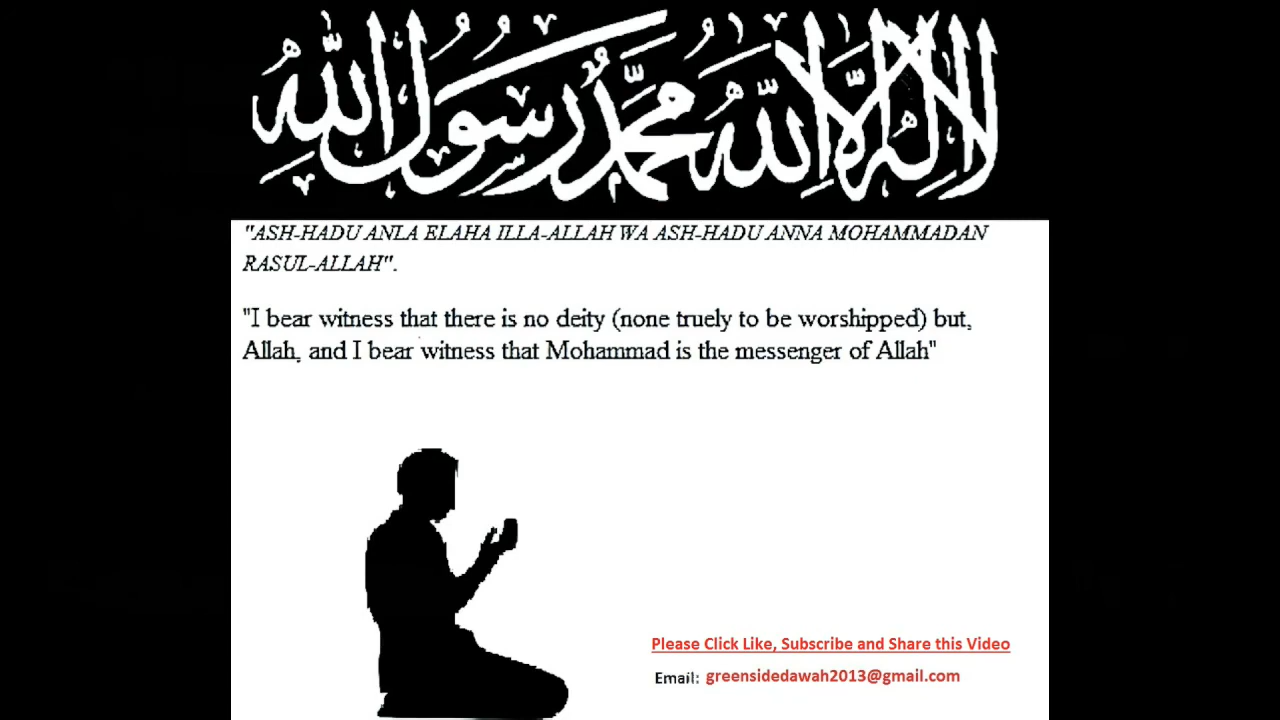 لا إله إلا الله محمد رسول الله
"ASH-HADU ANLA ELAHA ILLA-ALLAH WA ASH-HADU ANNA MOHAMMADAN
RASUL-ALLAH".
"I bear witness that there is no deity (none truely to be worshipped) but,
Allah, and I bear witness that Mohammad is the messenger of Allah"
Please Click Like, Subscribe and Share this Video
Email: greensidedawah2013@gmail.com